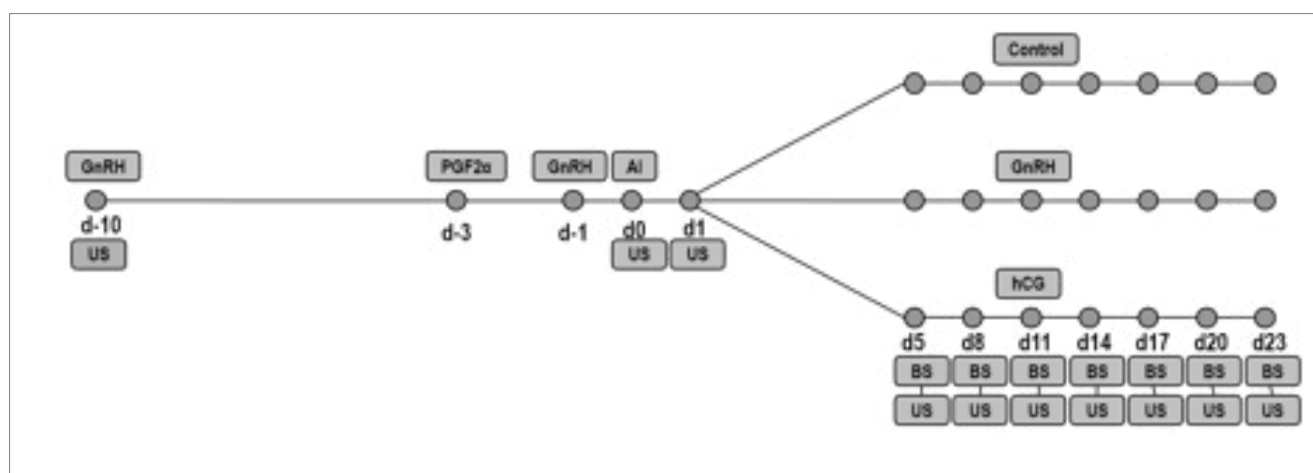 Control
GnRH PGF2α GnRH AI GnRH
d-10 d-3 d-1 d0 d1
US US US
hCG
d5 d8 d11 d14 d17 d20 d23
BS BS BS BS BS BS BS
US US US US US US US